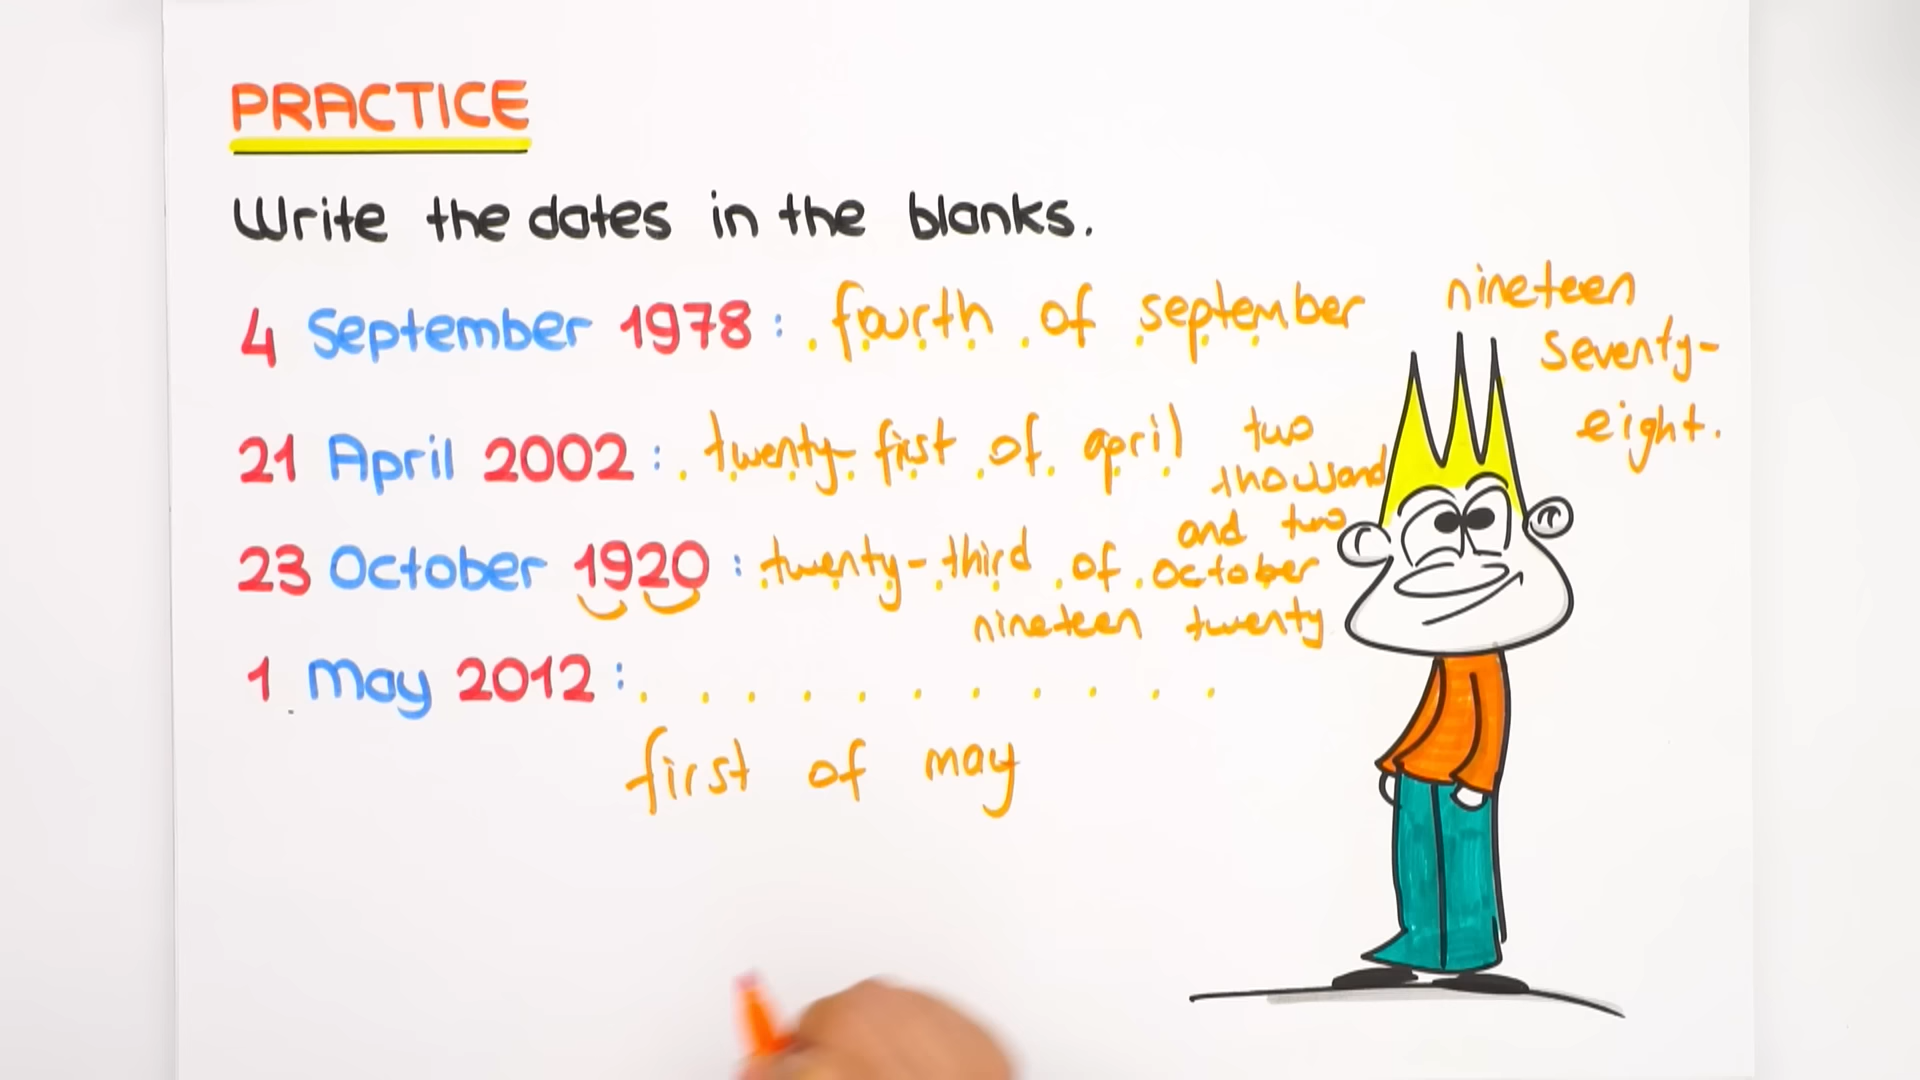 PRACTICE
Write the dates in the blanks.
4 September 1978 : fourth of september nineteen seventy-eight.
21 April 2002 : twenty-first of april two thousand and two
23 October 1920 : twenty-third of october nineteen twenty
1 May 2012 : . . . . . . . . . . .
first of may